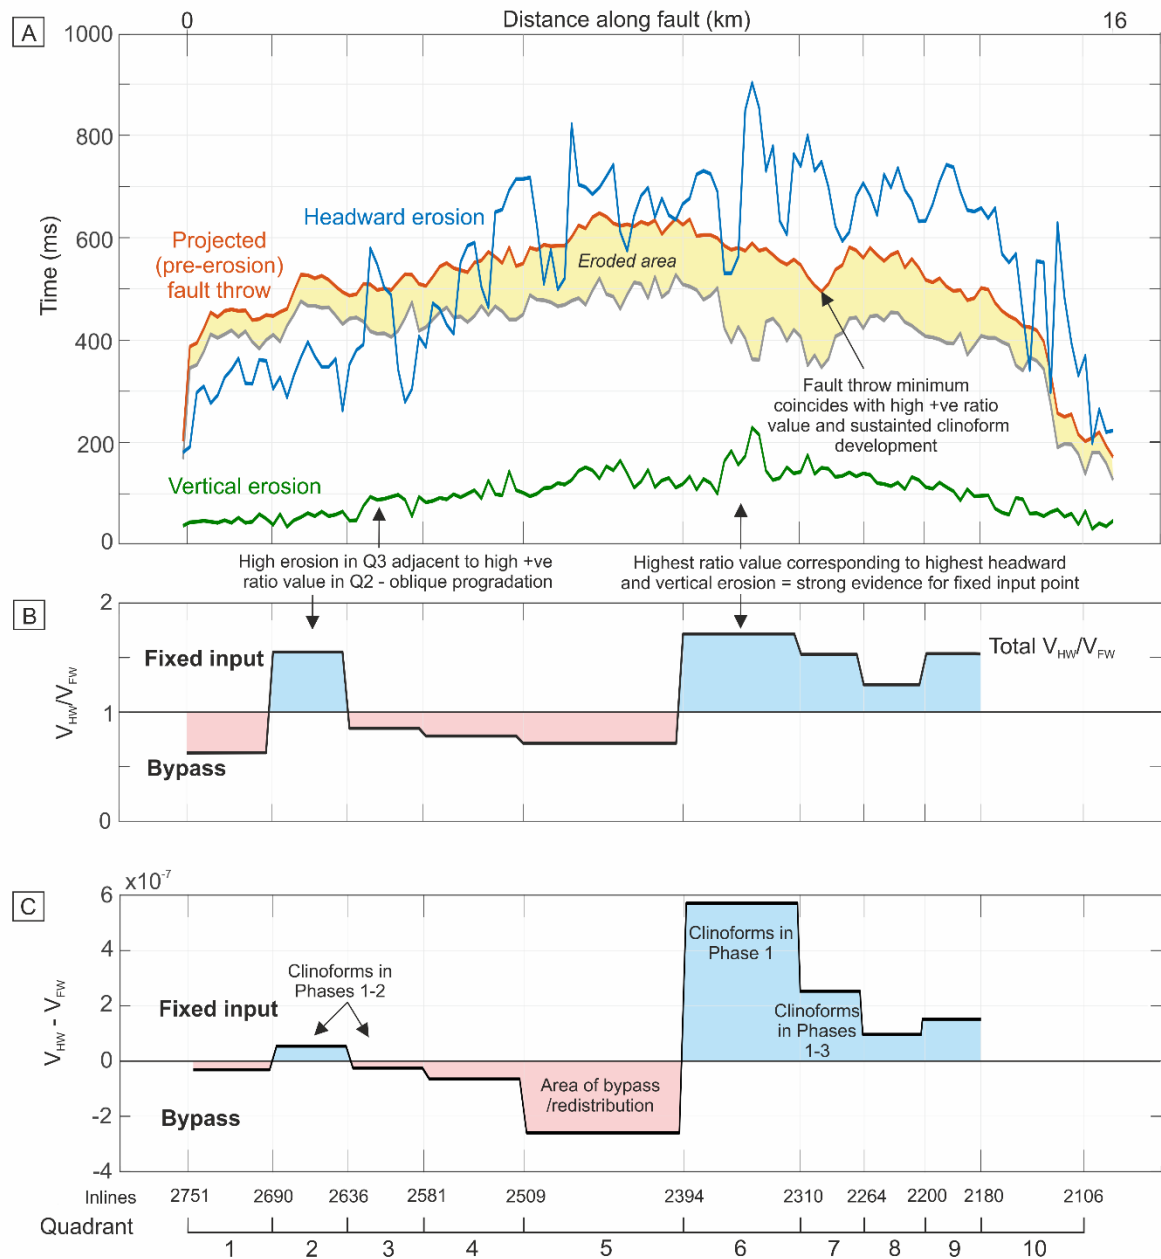 A
0
Distance along fault (km)
16
1000
800
600
400
200
0
Time (ms)
Headward erosion
Projected
(pre-erosion)
fault throw
Eroded area
Fault throw minimum
coincides with high +ve ratio
value and sustainted clinoform
development
Vertical erosion
High erosion in Q3 adjacent to high +ve
ratio value in Q2 - oblique progradation
Highest ratio value corresponding to highest headward
and vertical erosion = strong evidence for fixed input point
B
2
1
0
V_HW/V_FW
Fixed input
Bypass
Total V_HW/V_FW
C
x10^-7
6
4
2
0
-2
-4
V_HW - V_FW
Clinoforms in
Phases 1-2
Fixed input
Bypass
Area of bypass
/redistribution
Clinoforms in
Phase 1
Clinoforms
in Phases
1-3
Inlines 2751 2690 2636 2581 2509 2394 2310 2264 2200 2180 2106
Quadrant
1 2 3 4 5 6 7 8 9 10